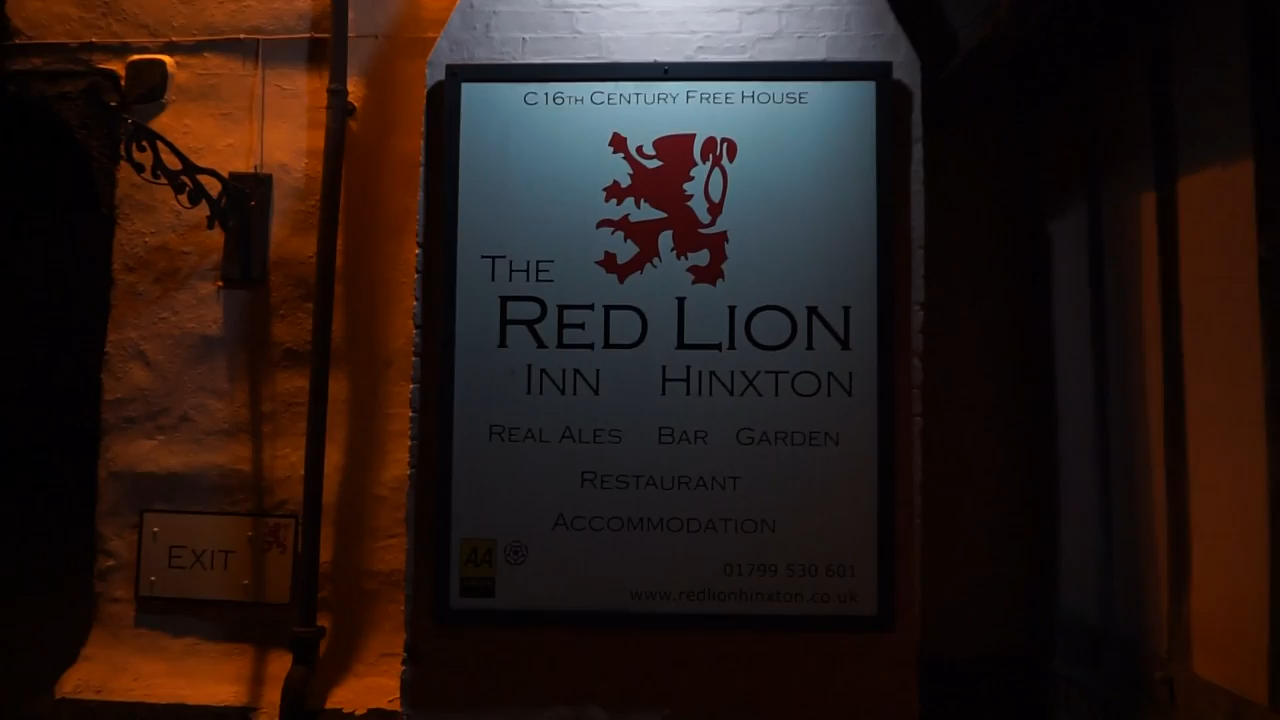 C 16TH CENTURY FREE HOUSE
THE
RED LION
INN HINXTON
REAL ALES BAR GARDEN
RESTAURANT
ACCOMMODATION
AA
01799 530 601
www.redlionhinxton.co.uk
EXIT